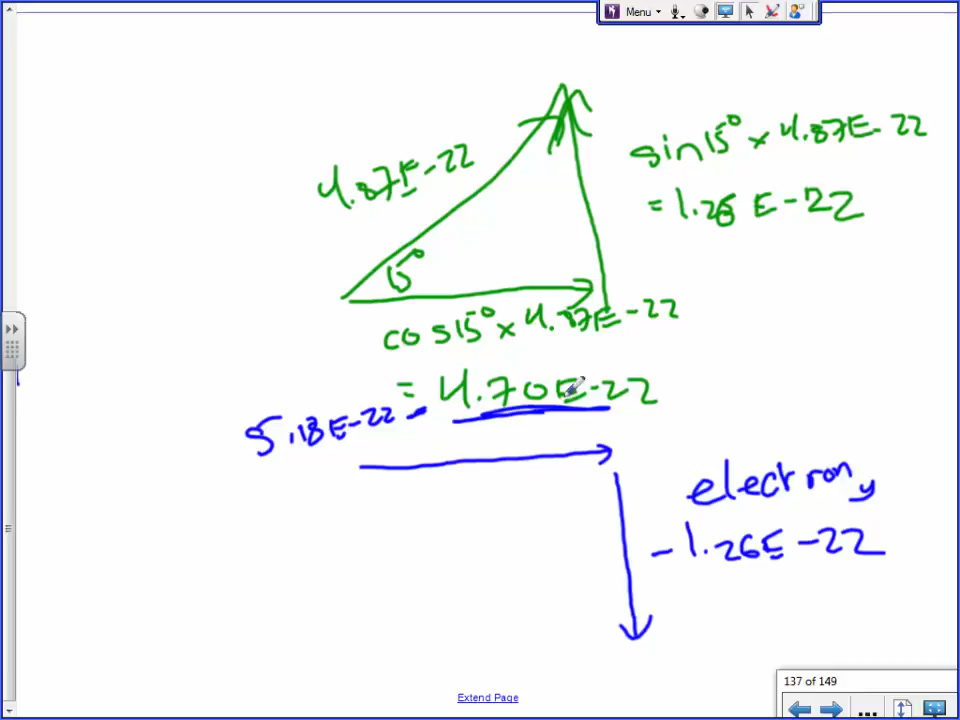 Menu
4.87E-22
sin15° x 4.87E-22
= 1.26 E-22
15°
cos15° x 4.87E-22
= 4.70E-22
5.18E-22 -
electron y
-1.26E-22
137 of 149
Extend Page
...